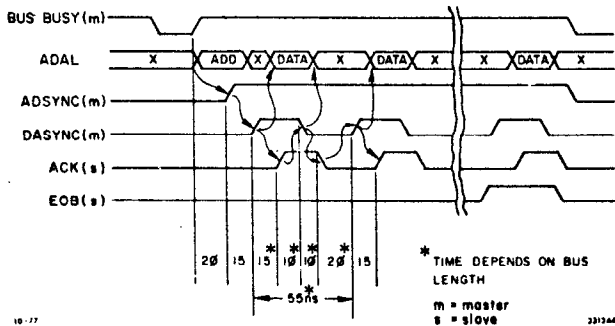 BUS BUSY(m)
ADAL X ADD X DATA X DATA X X DATA X
ADSYNC(m)
DASYNC(m)
ACK(s)
EOB(s)
20 15 15* 10* 10* 20* 15
55ns*
* TIME DEPENDS ON BUS
LENGTH
m = master
s = slave
10-77
3313A4